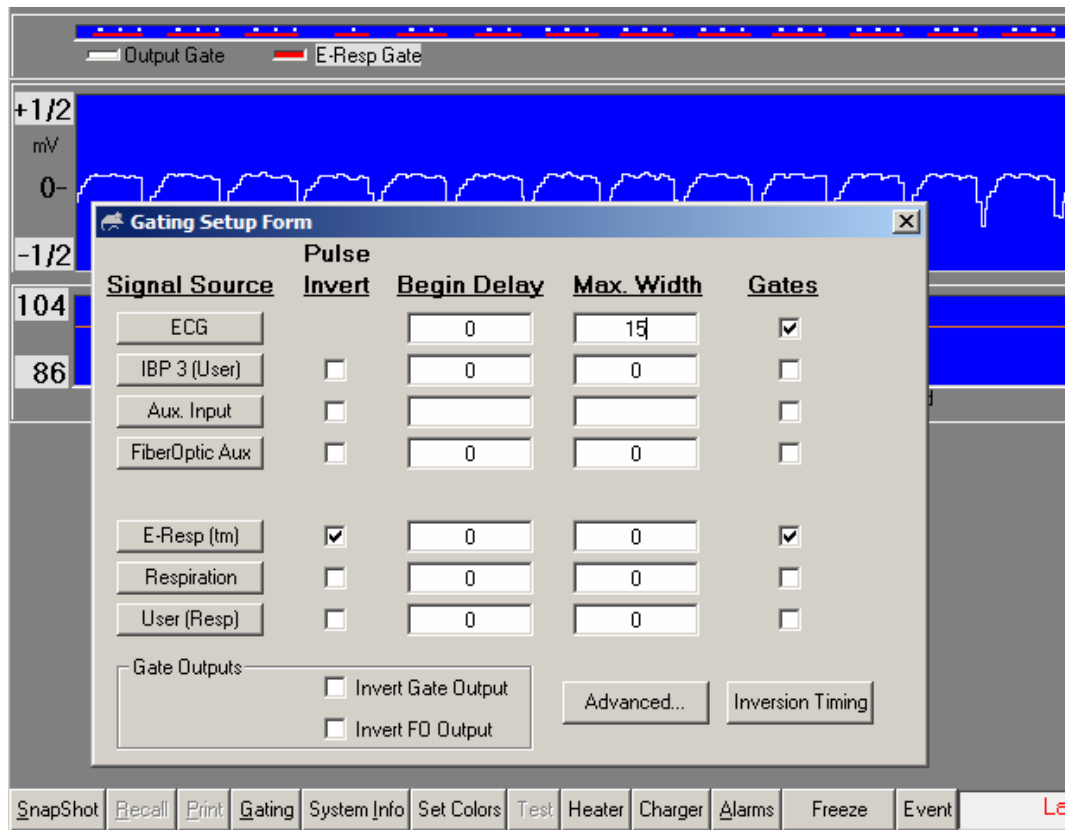 Output Gate E-Resp Gate
+1/2
mV
0-
-1/2
104
86
Gating Setup Form
Pulse
Signal Source Invert Begin Delay Max. Width Gates
ECG 0 15
IBP 3 (User) 0 0
Aux. Input
FiberOptic Aux 0 0
E-Resp (tm) 0 0
Respiration 0 0
User (Resp) 0 0
Gate Outputs
Invert Gate Output
Invert FO Output
Advanced... Inversion Timing
SnapShot Recall Print Gating System Info Set Colors Test Heater Charger Alarms Freeze Event La